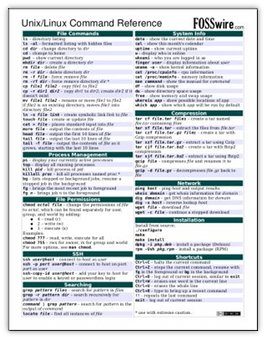 Unix/Linux Command Reference
FOSSwire.com
File Commands
ls - directory listing
ls -al - formatted listing with hidden files
cd dir - change directory to dir
cd - change to home
pwd - show current directory
mkdir dir - create a directory dir
rm file - delete file
rm -r dir - delete directory dir
rm -f file - force remove file
rm -rf dir - force remove directory dir *
cp file1 file2 - copy file1 to file2
cp -r dir1 dir2 - copy dir1 to dir2; create dir2 if it
doesn't exist
mv file1 file2 - rename or move file1 to file2
if file2 is an existing directory, moves file1 into
directory file2
ln -s file link - create symbolic link link to file
touch file - create or update file
cat > file - places standard input into file
more file - output the contents of file
head file - output the first 10 lines of file
tail file - output the last 10 lines of file
tail -f file - output the contents of file as it
grows, starting with the last 10 lines
Process Management
ps - display your currently active processes
top - display all running processes
kill pid - kill process id pid
killall proc - kill all processes named proc *
bg - lists stopped or background jobs; resume a
stopped job in the background
fg - brings the most recent job to foreground
fg n - brings job n to the foreground
File Permissions
chmod octal file - change the permissions of file
to octal, which can be found separately for user,
group, and world by adding:
● 4 - read (r)
● 2 - write (w)
● 1 - execute (x)
Examples:
chmod 777 - read, write, execute for all
chmod 755 - rwx for owner, rx for group and world
For more options, see man chmod.
SSH
ssh user@host - connect to host as user
ssh -p port user@host - connect to host on port
port as user
ssh-copy-id user@host - add your key to host for
user to enable a keyed or passwordless login
Searching
grep pattern files - search for pattern in files
grep -r pattern dir - search recursively for
pattern in dir
command | grep pattern - search for pattern in the
output of command
locate file - find all instances of file
System Info
date - show the current date and time
cal - show this month's calendar
uptime - show current uptime
w - display who is online
whoami - who you are logged in as
finger user - display information about user
uname -a - show kernel information
cat /proc/cpuinfo - cpu information
cat /proc/meminfo - memory information
man command - show the manual for command
df - show disk usage
du - show directory space usage
free - show memory and swap usage
whereis app - show possible locations of app
which app - show which app will be run by default
Compression
tar cf file.tar files - create a tar named
file.tar containing files
tar xf file.tar - extract the files from file.tar
tar czf file.tar.gz files - create a tar with
Gzip compression
tar xzf file.tar.gz - extract a tar using Gzip
tar cjf file.tar.bz2 - create a tar with Bzip2
compression
tar xjf file.tar.bz2 - extract a tar using Bzip2
gzip file - compresses file and renames it to
file.gz
gzip -d file.gz - decompresses file.gz back to
file
Network
ping host - ping host and output results
whois domain - get whois information for domain
dig domain - get DNS information for domain
dig -x host - reverse lookup host
wget file - download file
wget -c file - continue a stopped download
Installation
Install from source:
./configure
make
make install
dpkg -i pkg.deb - install a package (Debian)
rpm -Uvh pkg.rpm - install a package (RPM)
Shortcuts
Ctrl+C - halts the current command
Ctrl+Z - stops the current command, resume with
fg in the foreground or bg in the background
Ctrl+D - log out of current session, similar to exit
Ctrl+W - erases one word in the current line
Ctrl+U - erases the whole line
Ctrl+R - type to bring up a recent command
!! - repeats the last command
exit - log out of current session
* use with extreme caution.